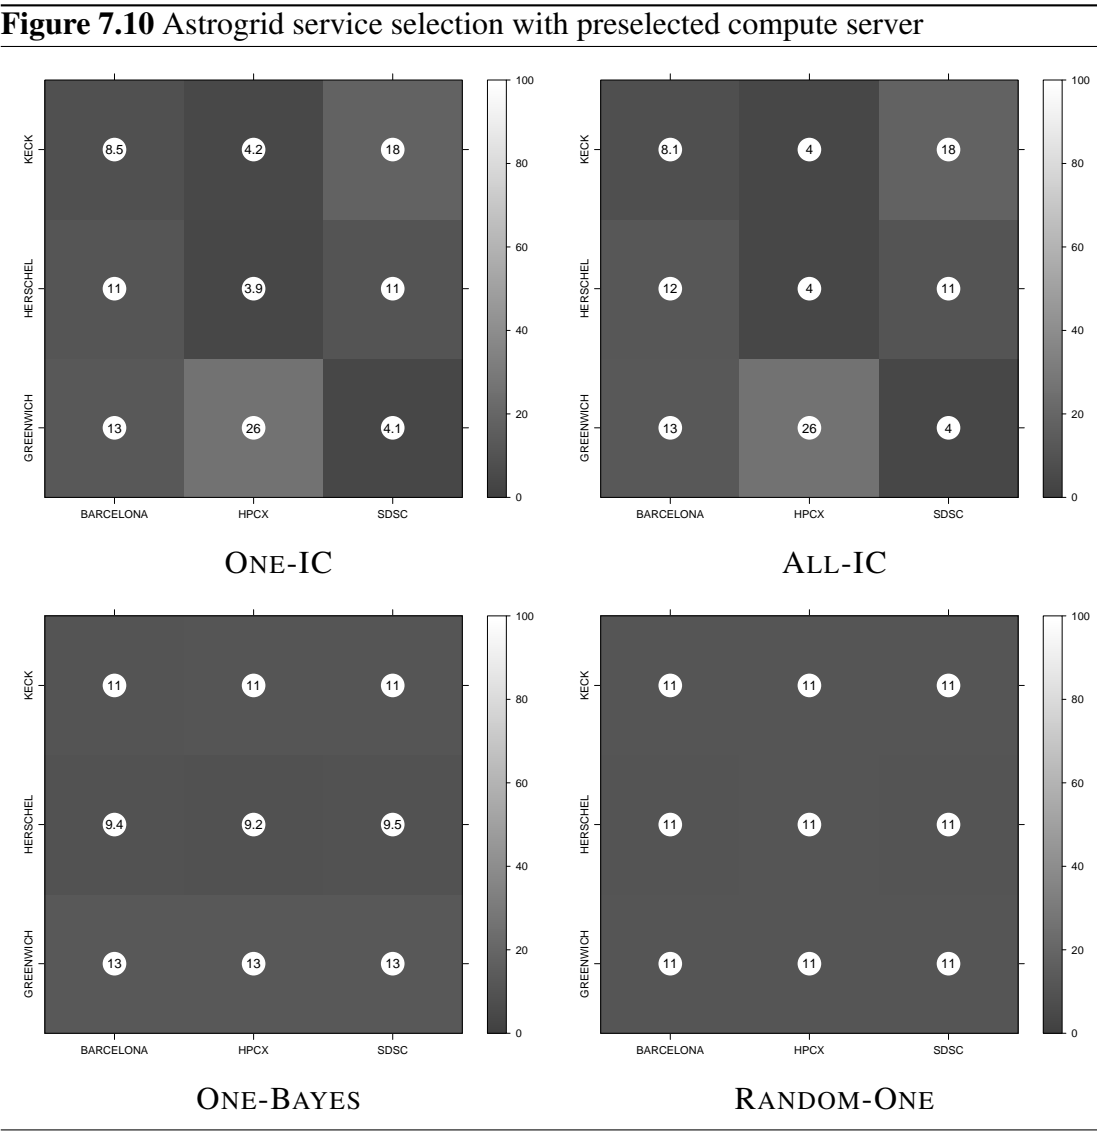 Figure 7.10 Astrogrid service selection with preselected compute server
KECK
HERSCHEL
GREENWICH
8.5 4.2 18
11 3.9 11
13 26 4.1
BARCELONA HPCX SDSC
100
80
60
40
20
0
ONE-IC
KECK
HERSCHEL
GREENWICH
8.1 4 18
12 4 11
13 26 4
BARCELONA HPCX SDSC
100
80
60
40
20
0
ALL-IC
KECK
HERSCHEL
GREENWICH
11 11 11
9.4 9.2 9.5
13 13 13
BARCELONA HPCX SDSC
100
80
60
40
20
0
ONE-BAYES
KECK
HERSCHEL
GREENWICH
11 11 11
11 11 11
11 11 11
BARCELONA HPCX SDSC
100
80
60
40
20
0
RANDOM-ONE